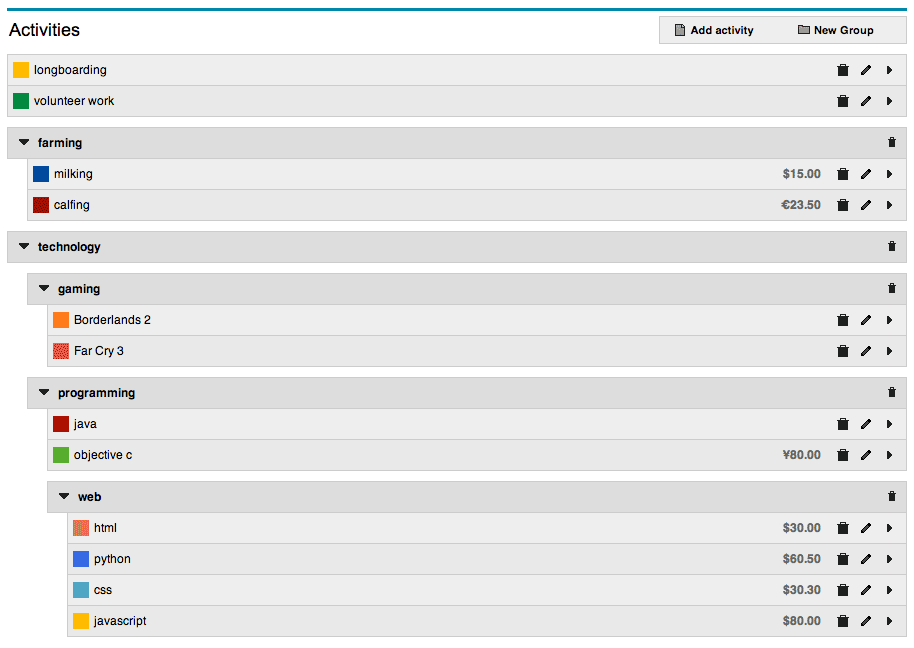 Activities
Add activity New Group
longboarding
volunteer work
farming
milking $15.00
calfing €23.50
technology
gaming
Borderlands 2
Far Cry 3
programming
java
objective c ¥80.00
web
html $30.00
python $60.50
css $30.30
javascript $80.00